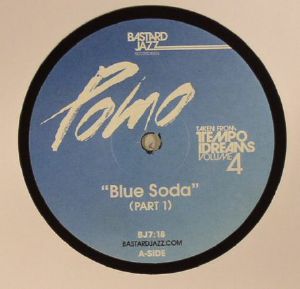 BASTARD
JAZZ
RECORDINGS
Pomo
TAKEN FROM:
TEMPO
DREAMS
VOLUME
4
"Blue Soda"
(PART 1)
BJ7:18
BASTARDJAZZ.COM
A-SIDE